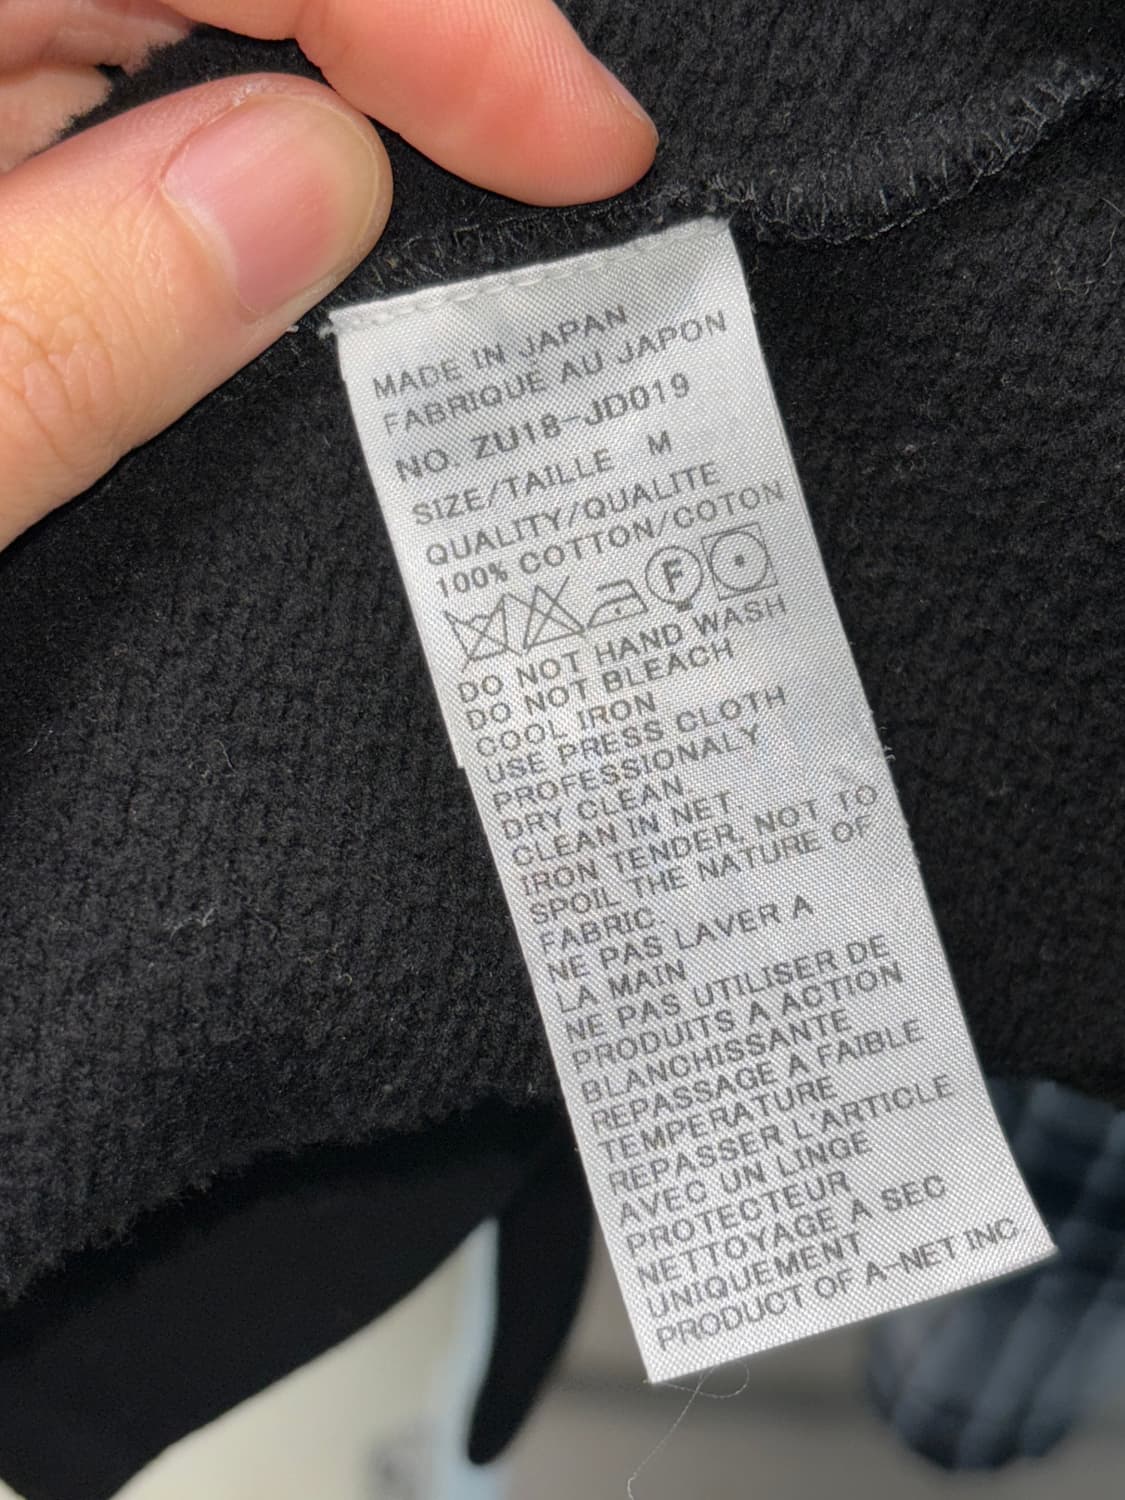 MADE IN JAPAN
FABRIQUE AU JAPON
NO. ZU18-JD019
SIZE/TAILLE M
QUALITY/QUALITE
100% COTTON/COTON
F
DO NOT HAND WASH
DO NOT BLEACH
COOL IRON
USE PRESS CLOTH
PROFESSIONALY
DRY CLEAN.
CLEAN IN NET
IRON TENDER, NOT TO
SPOIL THE NATURE OF
FABRIC.
NE PAS LAVER A
LA MAIN
NE PAS UTILISER DE
PRODUITS A ACTION
BLANCHISSANTE
REPASSAGE A FAIBLE
TEMPERATURE
REPASSER L'ARTICLE
AVEC UN LINGE
PROTECTEUR
NETTOYAGE A SEC
UNIQUEMENT
PRODUCT OF A-NET INC